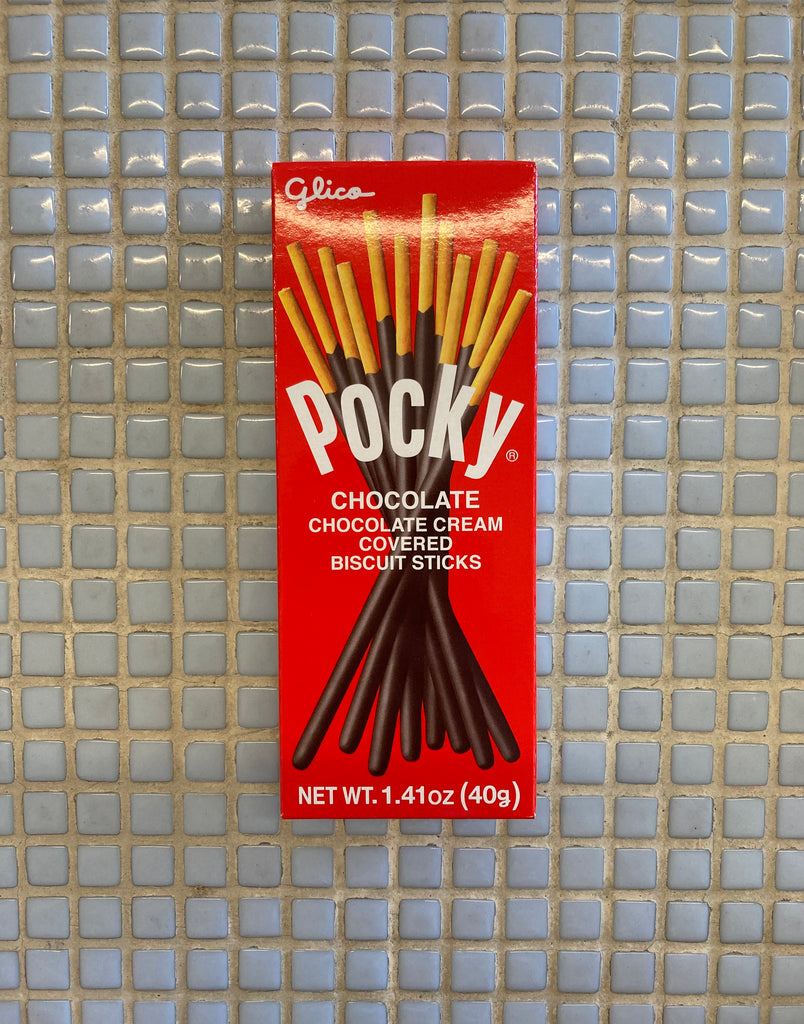 Glico
Pocky®
CHOCOLATE
CHOCOLATE CREAM
COVERED
BISCUIT STICKS
NET WT. 1.41oz (40g)